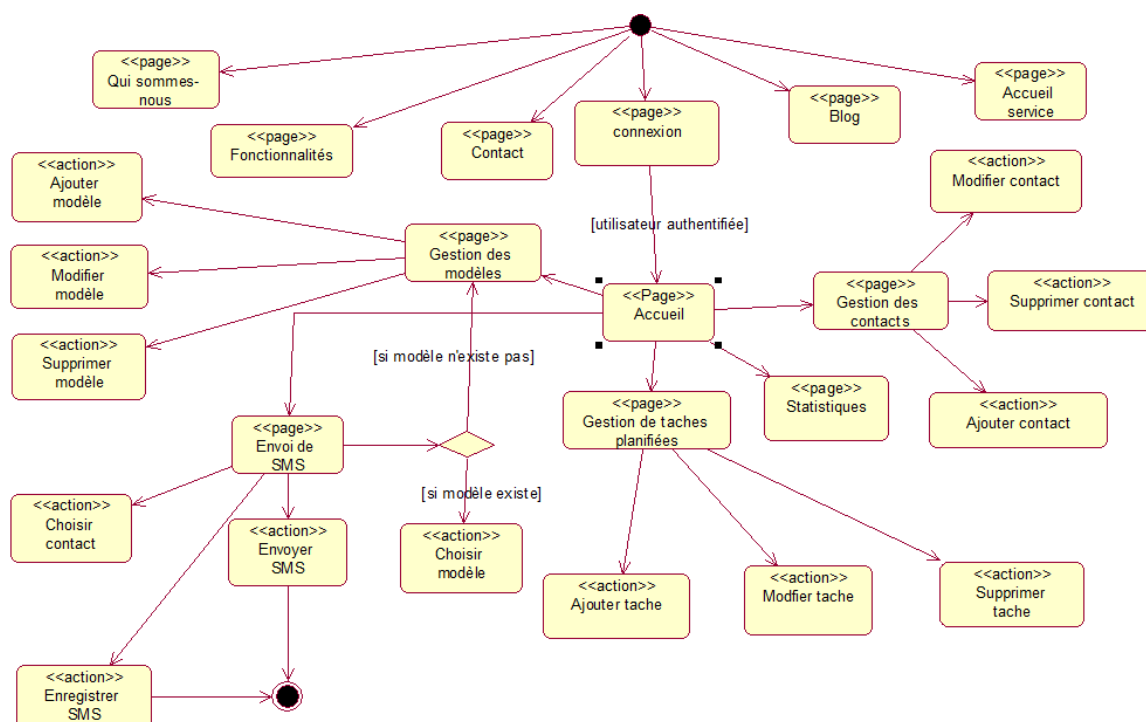 <<page>>
Qui sommes-
nous
<<page>>
Fonctionnalités
<<page>>
Contact
<<page>>
connexion
<<page>>
Blog
<<page>>
Accueil
service
<<action>>
Ajouter
modèle
<<action>>
Modifier
modèle
<<action>>
Supprimer
modèle
<<page>>
Gestion des
modèles
[utilisateur authentifiée]
<<action>>
Modifier contact
<<Page>>
Accueil
<<page>>
Gestion des
contacts
<<action>>
Supprimer contact
<<action>>
Ajouter contact
[si modèle n'existe pas]
<<page>>
Statistiques
<<page>>
Gestion de taches
planifiées
<<page>>
Envoi de
SMS
[si modèle existe]
<<action>>
Choisir
contact
<<action>>
Envoyer
SMS
<<action>>
Choisir
modèle
<<action>>
Ajouter tache
<<action>>
Modfier tache
<<action>>
Supprimer
tache
<<action>>
Enregistrer
SMS